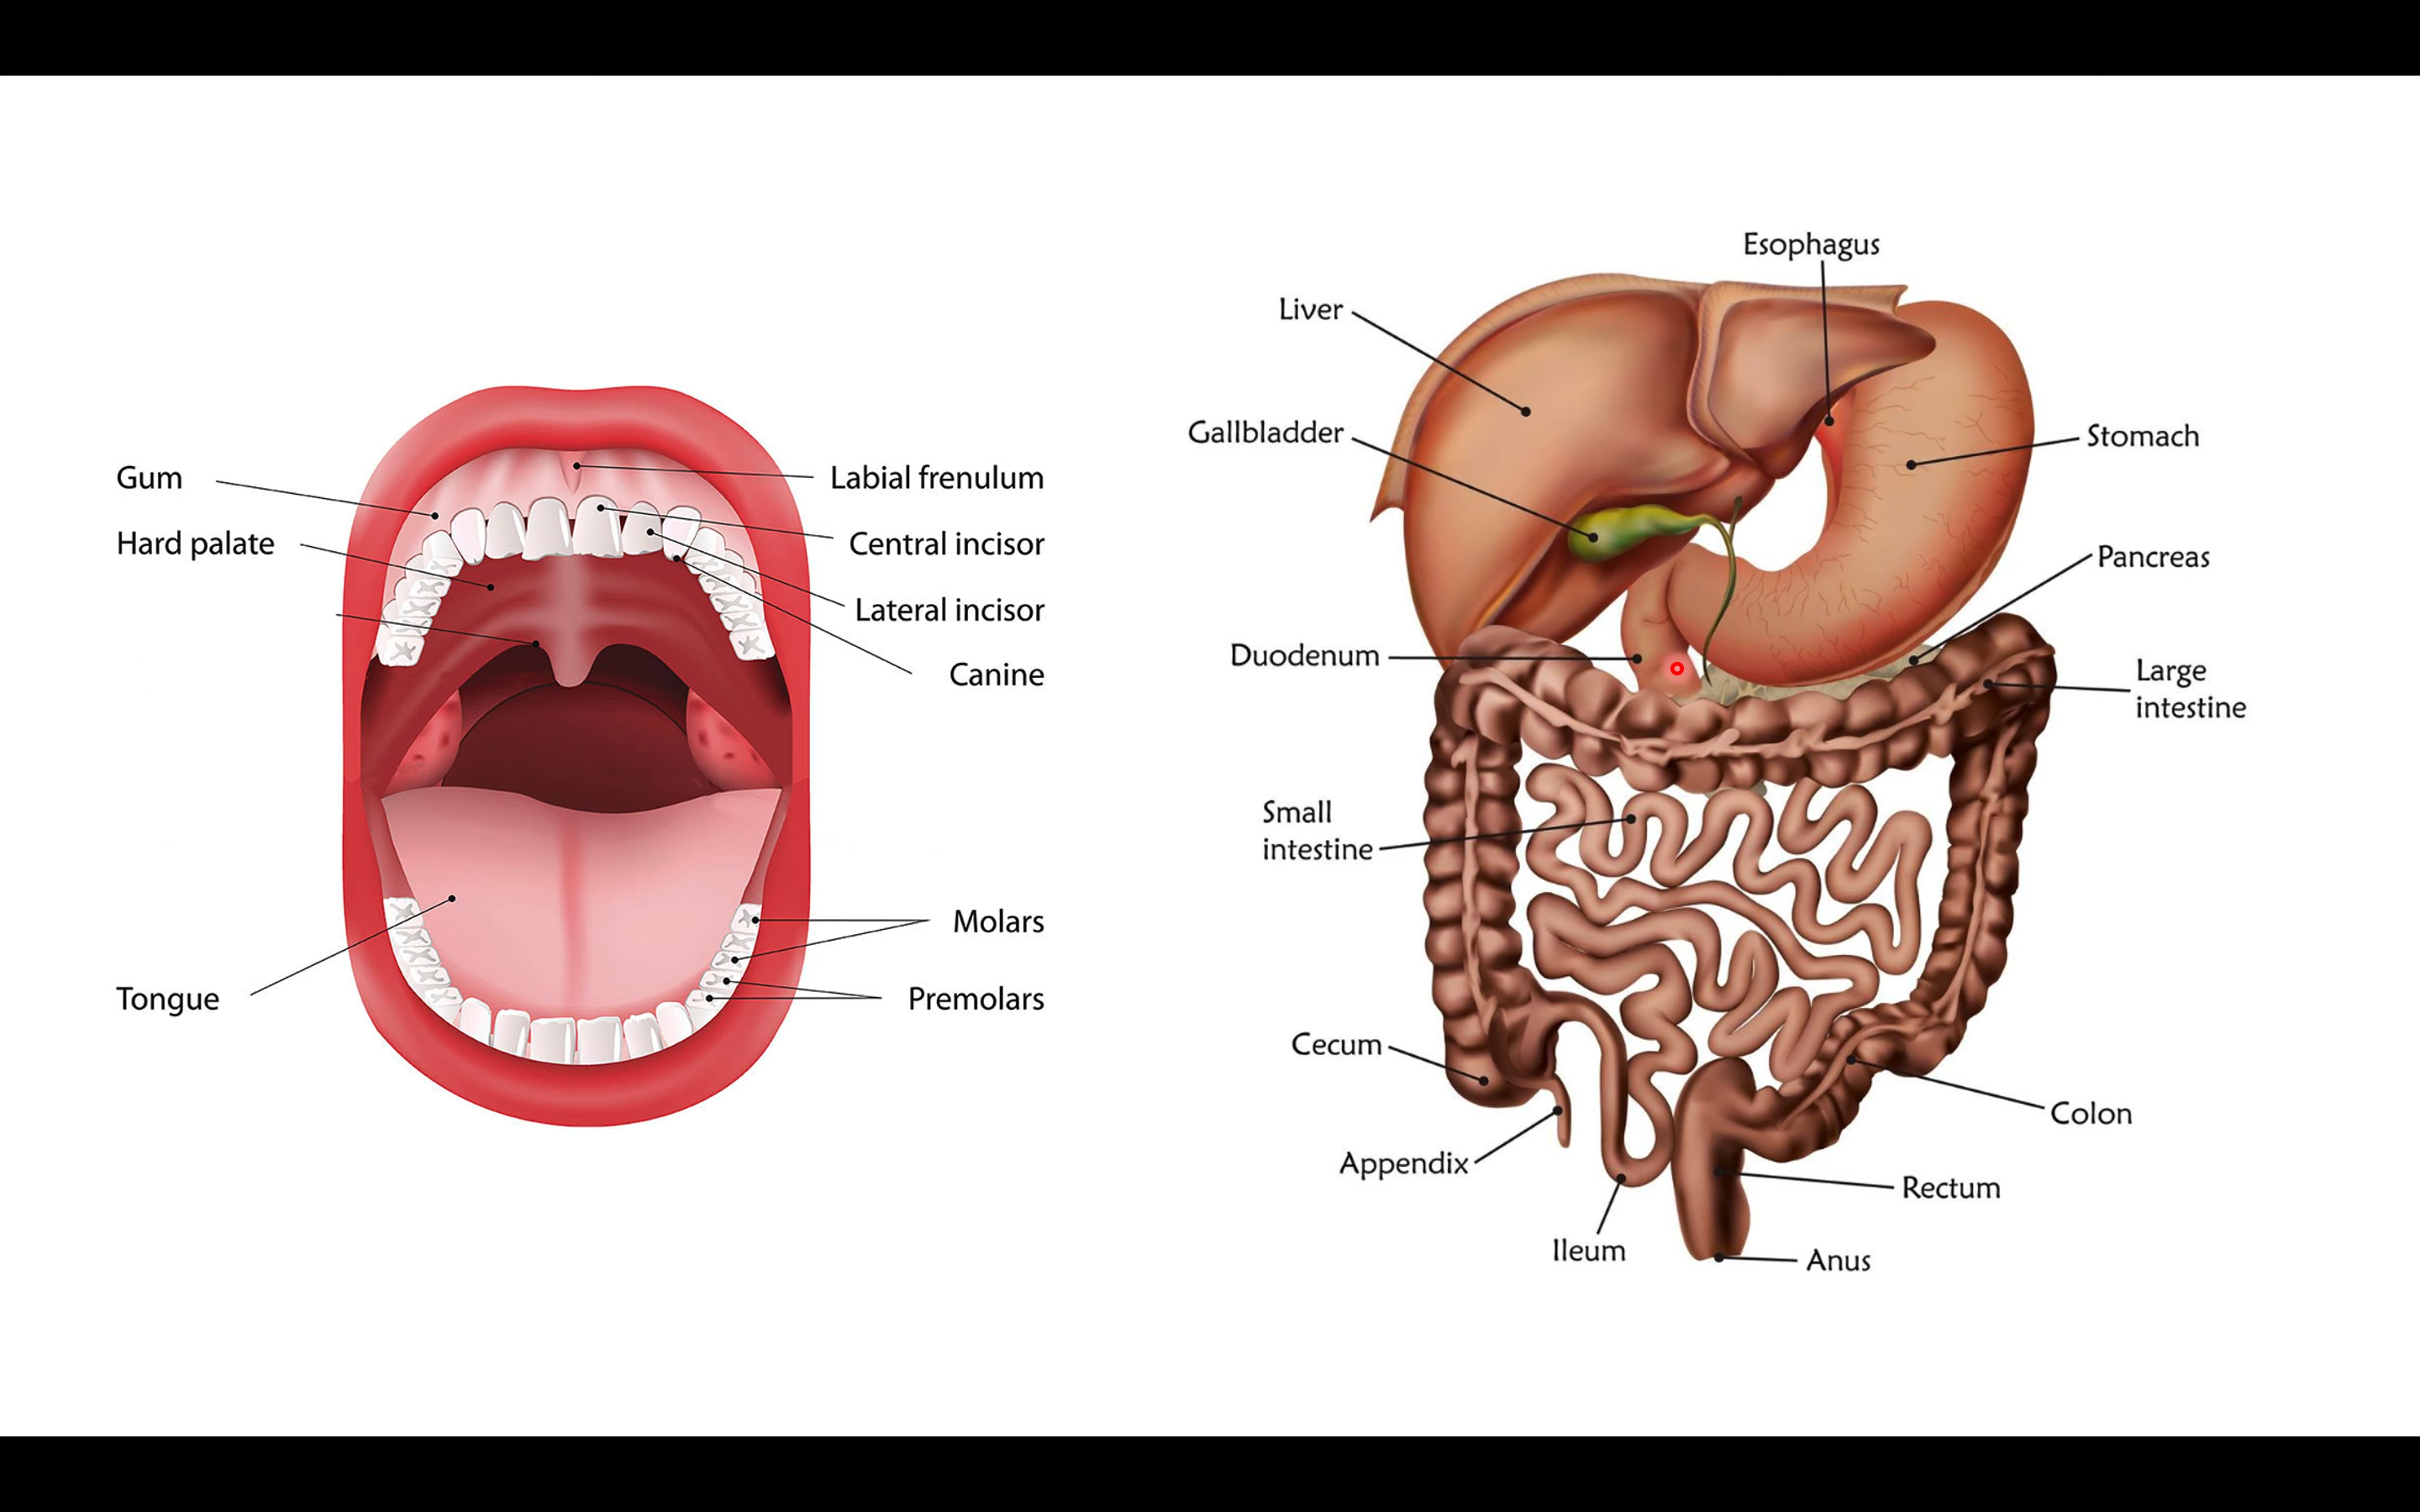 Gum
Hard palate
Tongue
Labial frenulum
Central incisor
Lateral incisor
Canine
Molars
Premolars
Esophagus
Liver
Gallbladder
Stomach
Pancreas
Duodenum
Large
intestine
Small
intestine
Cecum
Appendix
Ileum
Colon
Rectum
Anus